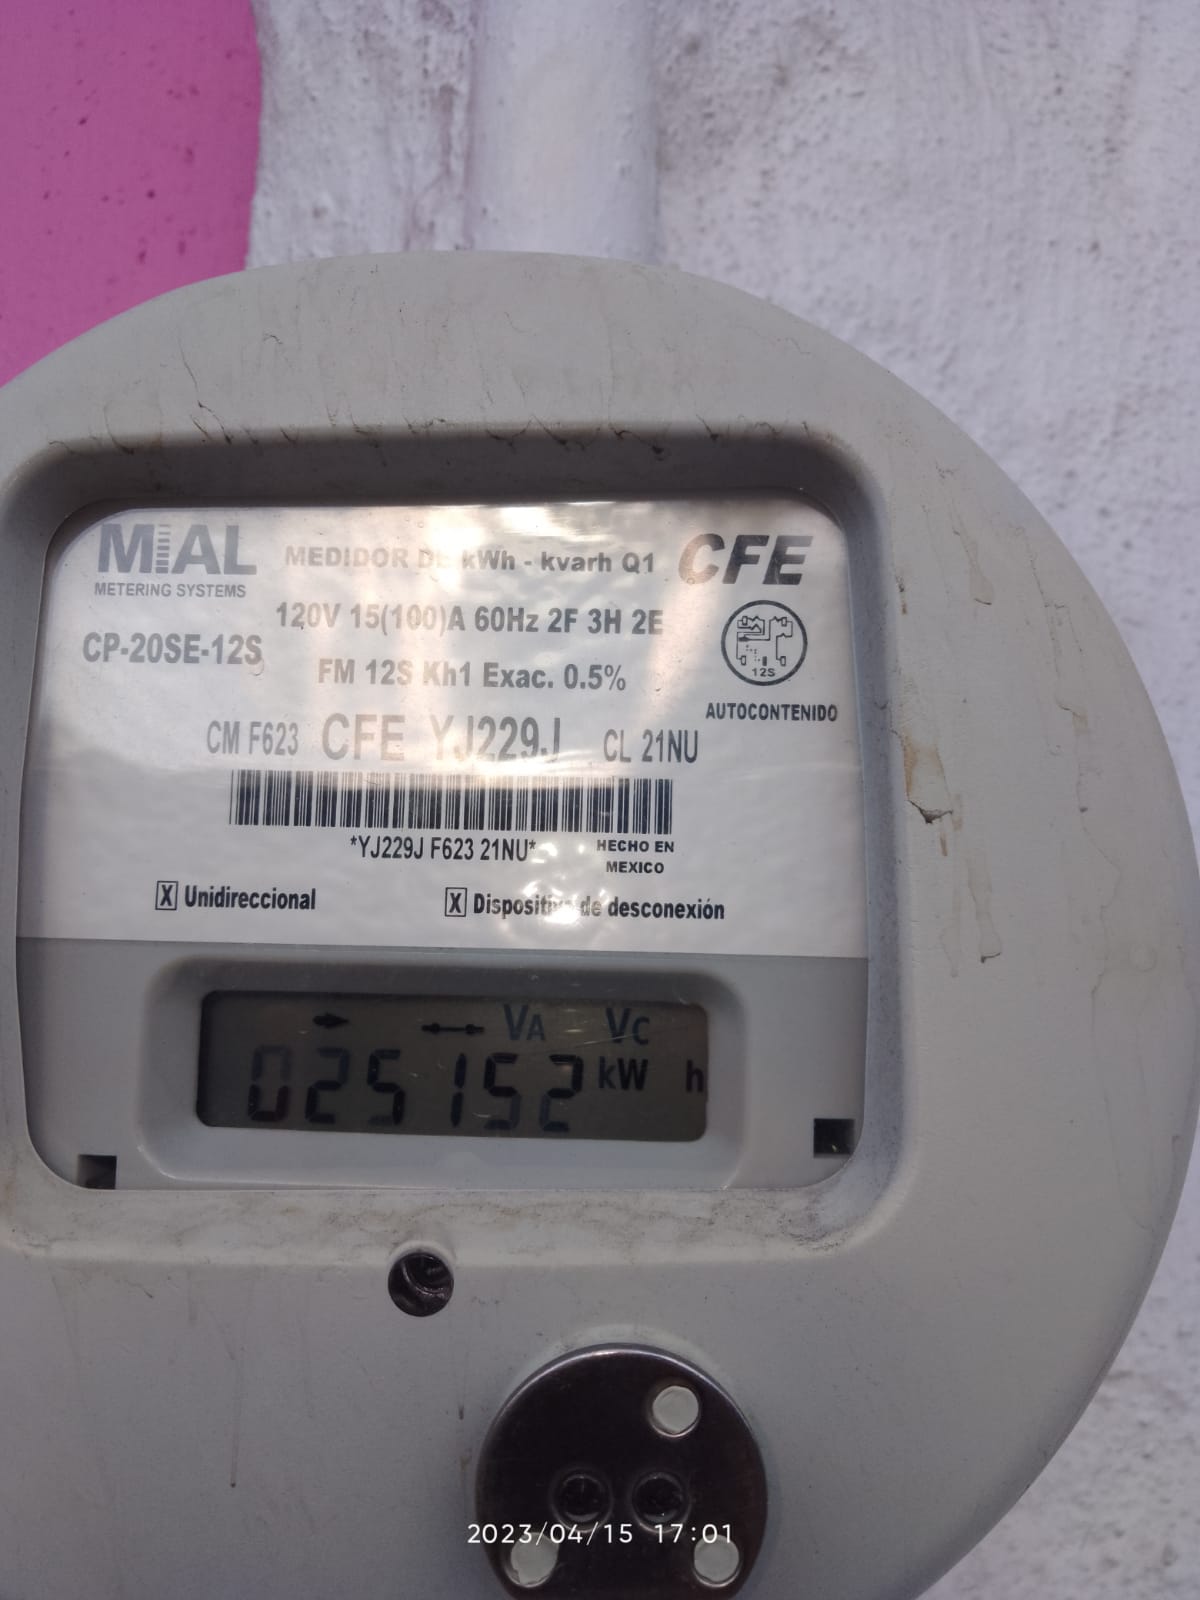 MIAL
METERING SYSTEMS
MEDIDOR DE kWh - kvarh Q1
CFE
120V 15(100)A 60Hz 2F 3H 2E
CP-20SE-12S
FM 12S Kh1 Exac. 0.5%
12S
AUTOCONTENIDO
CM F623 CFE YJ229J CL 21NU
*YJ229J F623 21NU*
HECHO EN
MEXICO
X Unidireccional
X Dispositivo de desconexión
VA VC
025152 kW h
2023/04/15 17:01